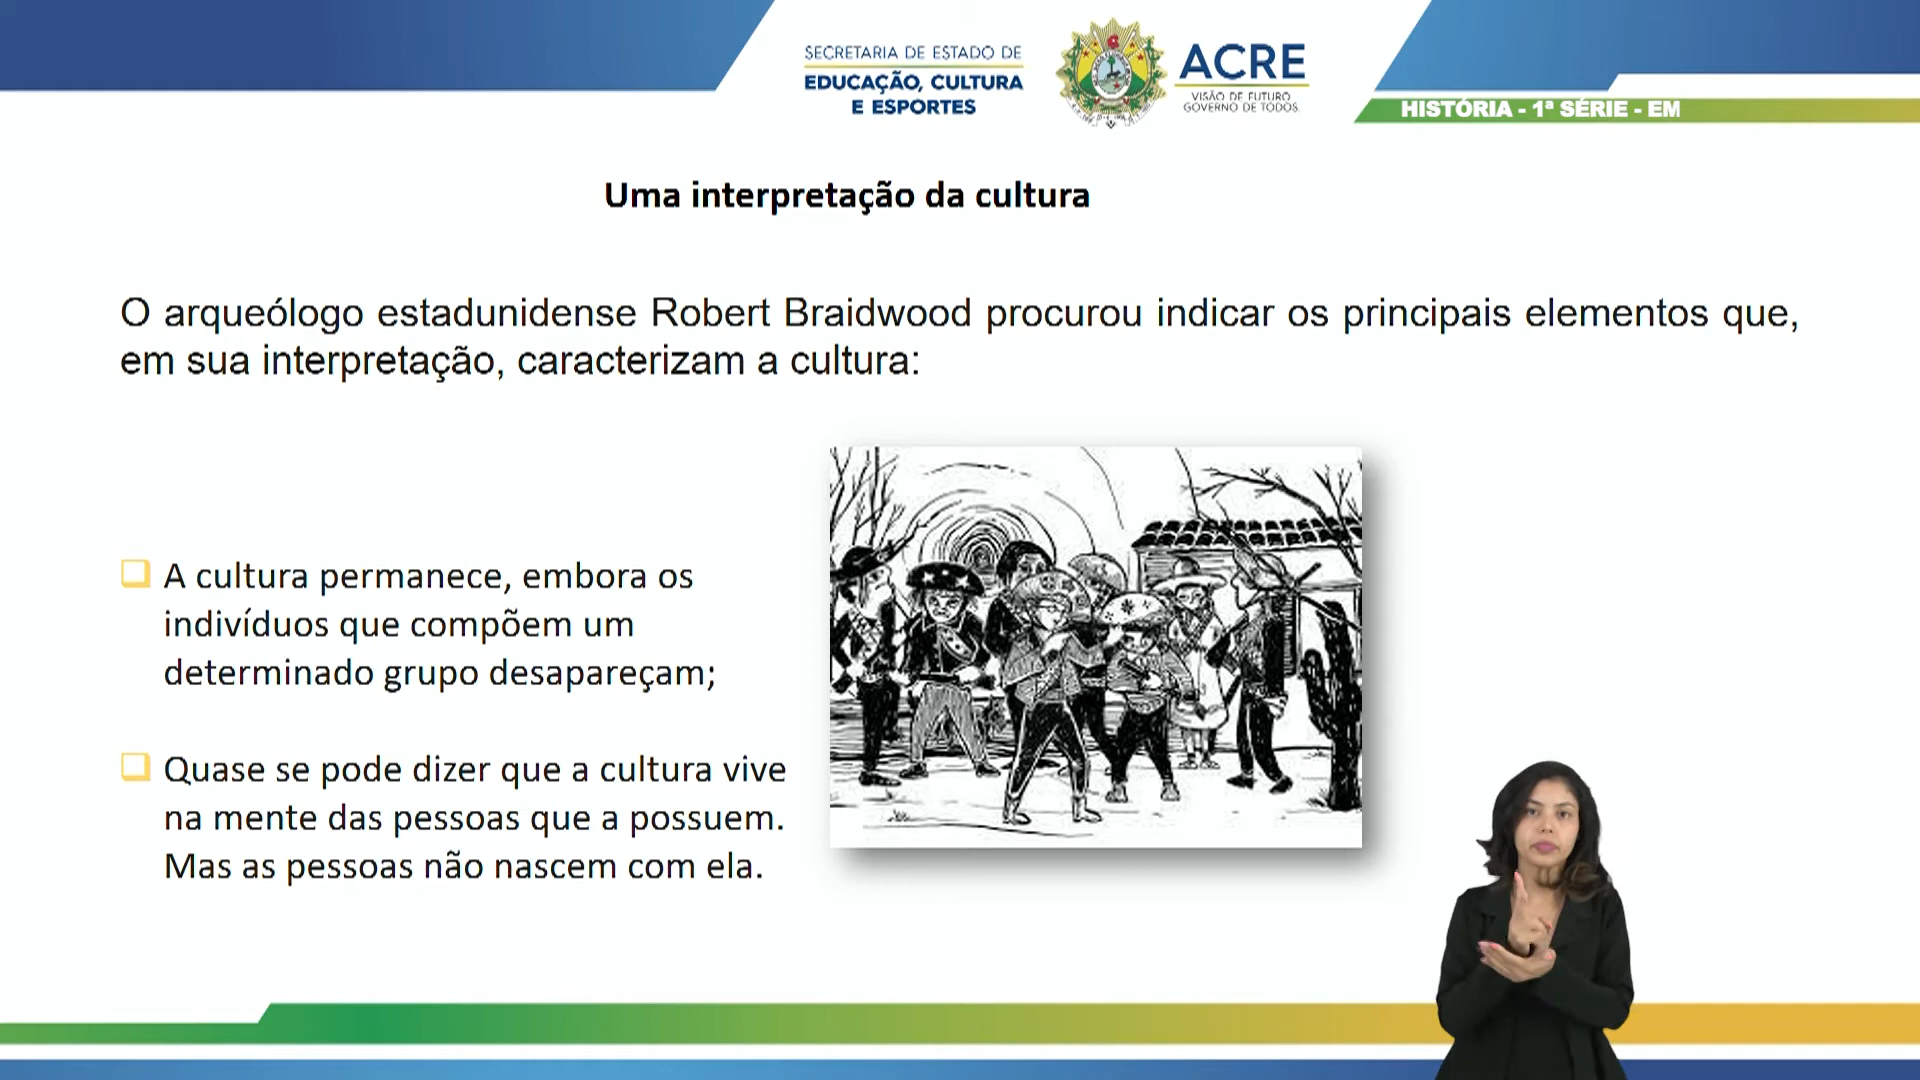 SECRETARIA DE ESTADO DE
EDUCAÇÃO, CULTURA
E ESPORTES
ACRE
VISÃO DE FUTURO
GOVERNO DE TODOS
HISTÓRIA - 1ª SÉRIE - EM
Uma interpretação da cultura
O arqueólogo estadunidense Robert Braidwood procurou indicar os principais elementos que,
em sua interpretação, caracterizam a cultura:
A cultura permanece, embora os
indivíduos que compõem um
determinado grupo desapareçam;
Quase se pode dizer que a cultura vive
na mente das pessoas que a possuem.
Mas as pessoas não nascem com ela.